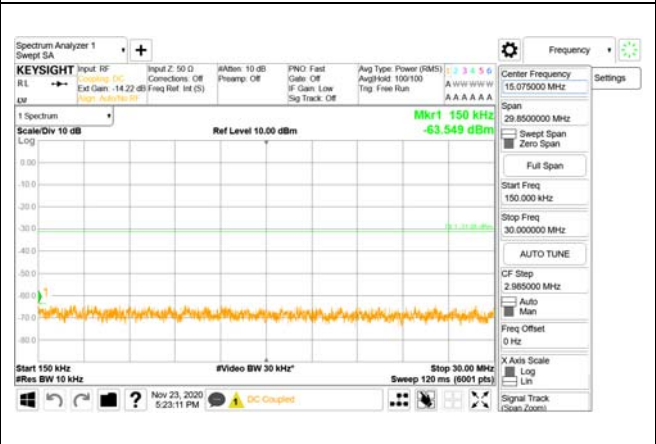 Spectrum Analyzer 1
Swept SA
+
Frequency
KEYSIGHT
RL
Input: RF
Coupling: DC
Ext Gain: -14.22 dB
Align: Auto/No RF
Input Z: 50 Ω
Corrections: Off
Freq Ref: Int (S)
#Atten: 10 dB
Preamp: Off
PNO: Fast
Gate: Off
IF Gain: Low
Sig Track: Off
Avg Type: Power (RMS)
Avg|Hold: 100/100
Trig: Free Run
1 2 3 4 5 6
A W W W W W
A A A A A A
1 Spectrum
Scale/Div 10 dB
Log
Ref Level 10.00 dBm
Mkr1 150 kHz
-63.549 dBm
0.00
-10.0
-20.0
-30.0
-40.0
-50.0
-60.0
-70.0
-80.0
1
Start 150 kHz
#Res BW 10 kHz
#Video BW 30 kHz*
Stop 30.00 MHz
Sweep 120 ms (6001 pts)
Nov 23, 2020
5:23:11 PM
DC Coupled
Settings
Center Frequency
15.075000 MHz
Span
29.8500000 MHz
Swept Span
Zero Span
Full Span
Start Freq
150.000 kHz
Stop Freq
30.000000 MHz
AUTO TUNE
CF Step
2.985000 MHz
Auto
Man
Freq Offset
0 Hz
X Axis Scale
Log
Lin
Signal Track
(Span Zoom)